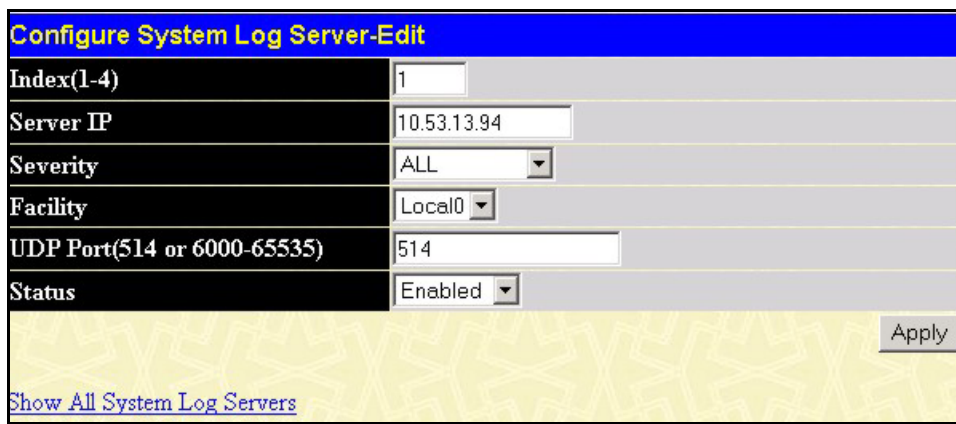 Configure System Log Server-Edit
Index(1-4) 1
Server IP 10.53.13.94
Severity ALL
Facility Local0
UDP Port(514 or 6000-65535) 514
Status Enabled
Apply
Show All System Log Servers